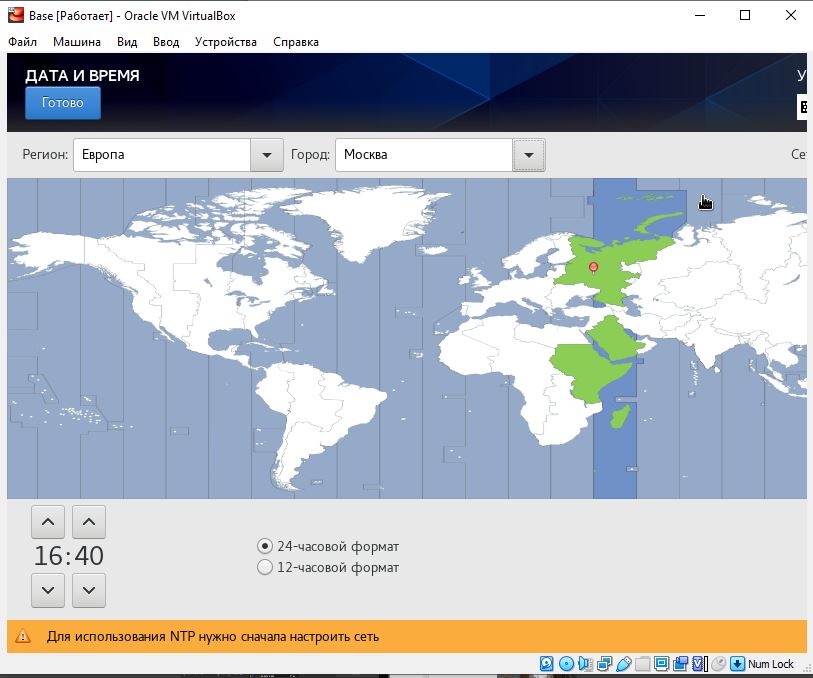 Base [Работает] - Oracle VM VirtualBox
Файл Машина Вид Ввод Устройства Справка
ДАТА И ВРЕМЯ
Готово
Регион: Европа Город: Москва
16:40
24-часовой формат
12-часовой формат
Для использования NTP нужно сначала настроить сеть
Num Lock